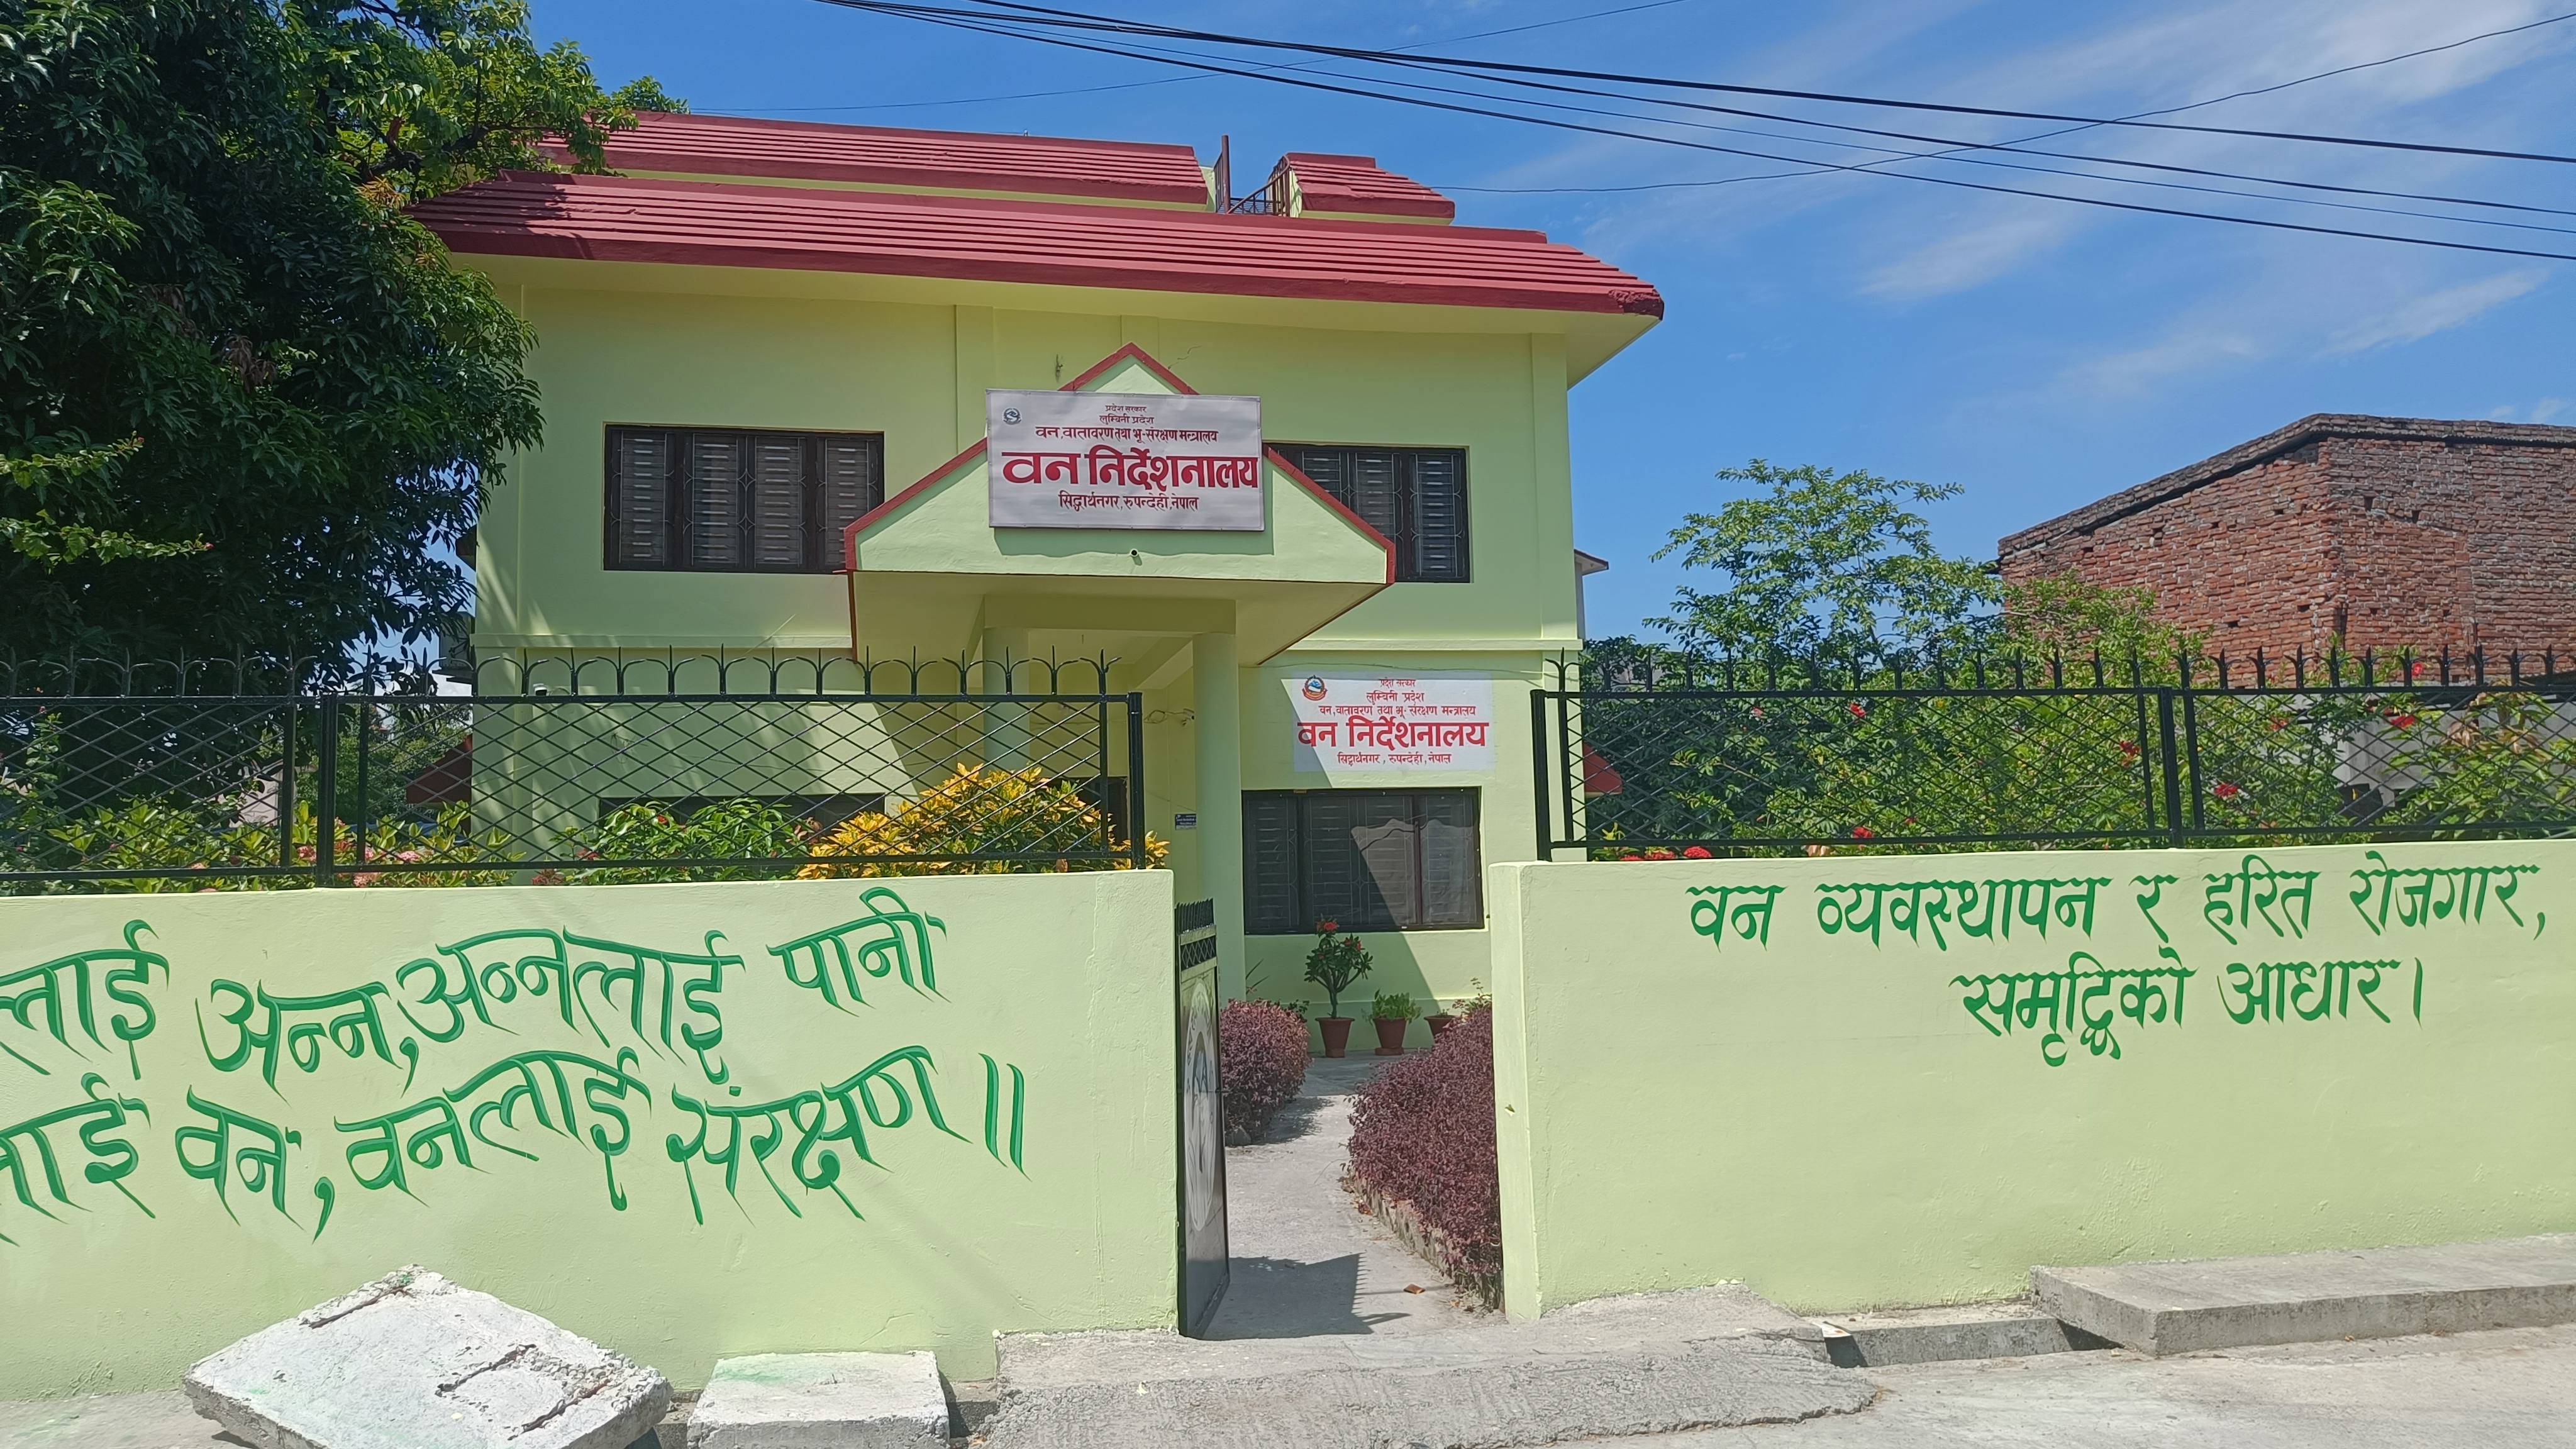 प्रदेश सरकार
लुम्बिनी प्रदेश
वन, वातावरण तथा भू-संरक्षण मन्त्रालय
वन निर्देशनालय
सिद्धार्थनगर, रुपन्देही, नेपाल
प्रदेश सरकार
लुम्बिनी प्रदेश
वन, वातावरण तथा भू-संरक्षण मन्त्रालय
वन निर्देशनालय
सिद्धार्थनगर, रुपन्देही, नेपाल
लाई अन्न, अन्नलाई पानी
लाई वन, वनलाई संरक्षण ॥
वन व्यवस्थापन र हरित रोजगार,
समृद्धिको आधार।